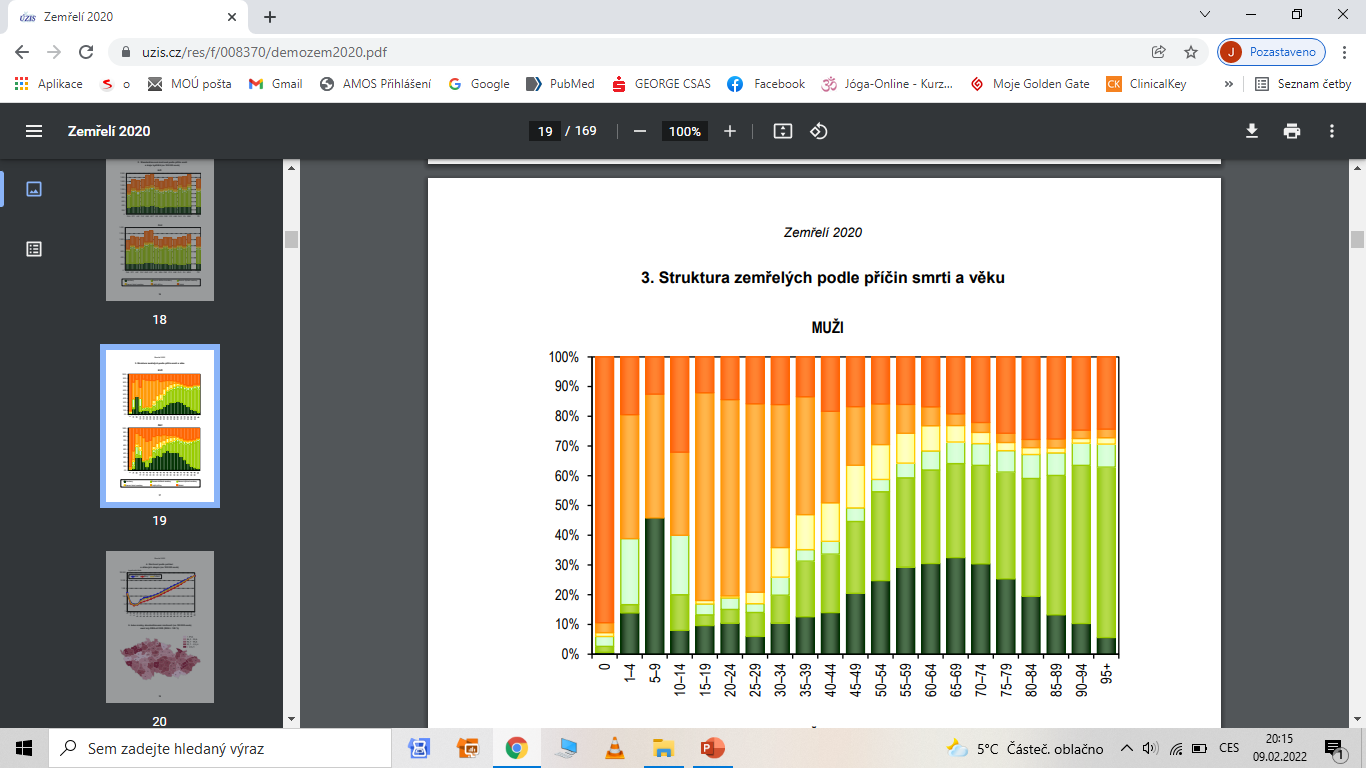 ÚZIS Zemřelí 2020
uzis.cz/res/f/008370/demozem2020.pdf
J Pozastaveno
Aplikace o MOÚ pošta Gmail AMOS Přihlášení Google PubMed GEORGE CSAS Facebook Jóga-Online - Kurz... Moje Golden Gate CK ClinicalKey » Seznam četby
Zemřelí 2020 19 / 169 100%
18
19
20
Zemřelí 2020
3. Struktura zemřelých podle příčin smrti a věku
MUŽI
100%
90%
80%
70%
60%
50%
40%
30%
20%
10%
0%
0 1–4 5–9 10–14 15–19 20–24 25–29 30–34 35–39 40–44 45–49 50–54 55–59 60–64 65–69 70–74 75–79 80–84 85–89 90–94 95+
Sem zadejte hledaný výraz
5°C Částeč. oblačno
CES
20:15
09.02.2022
1